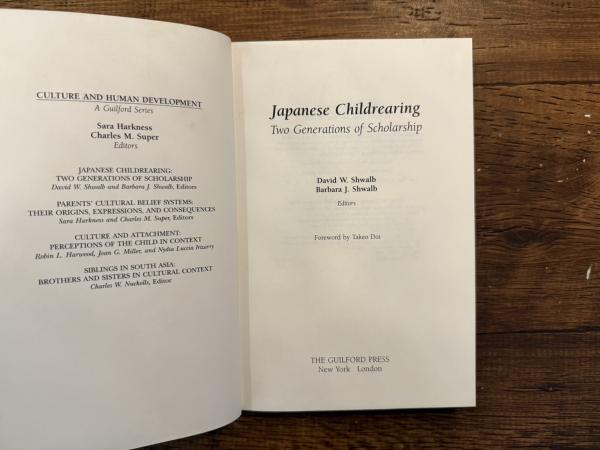 CULTURE AND HUMAN DEVELOPMENT
A Guilford Series
Sara Harkness
Charles M. Super
Editors
JAPANESE CHILDREARING:
TWO GENERATIONS OF SCHOLARSHIP
David W. Shwalb and Barbara J. Shwalb, Editors
PARENTS' CULTURAL BELIEF SYSTEMS:
THEIR ORIGINS, EXPRESSIONS, AND CONSEQUENCES
Sara Harkness and Charles M. Super, Editors
CULTURE AND ATTACHMENT:
PERCEPTIONS OF THE CHILD IN CONTEXT
Robin L. Harwood, Joan G. Miller, and Nydia Lucca Irizarry
SIBLINGS IN SOUTH ASIA:
BROTHERS AND SISTERS IN CULTURAL CONTEXT
Charles W. Nuckolls, Editor
Japanese Childrearing
Two Generations of Scholarship
David W. Shwalb
Barbara J. Shwalb
Editors
Foreword by Takeo Doi
THE GUILFORD PRESS
New York London